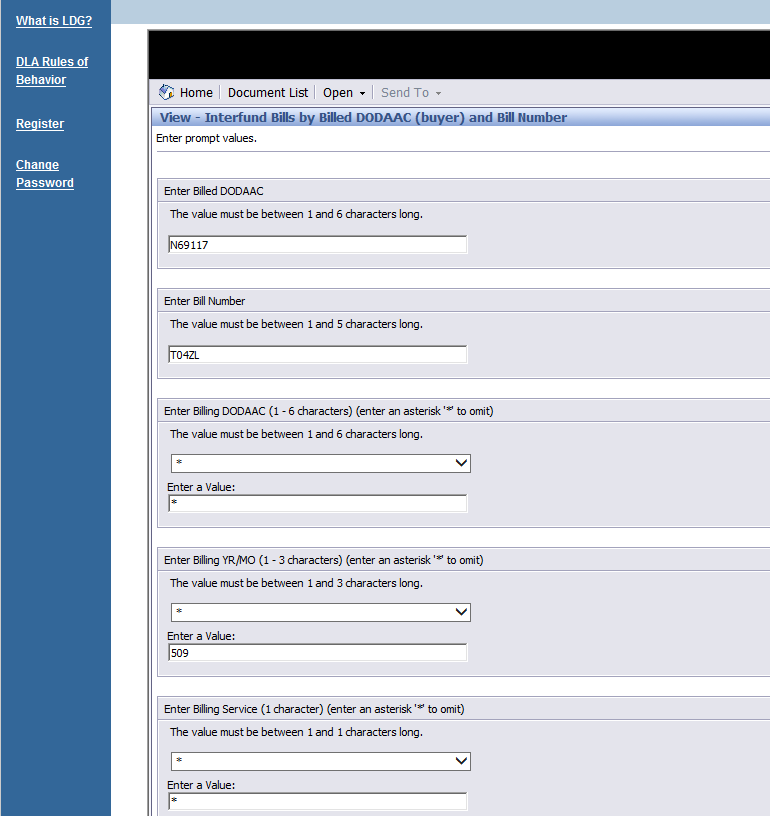 What is LDG?
DLA Rules of
Behavior
Register
Change
Password
Home Document List Open Send To
View - Interfund Bills by Billed DODAAC (buyer) and Bill Number
Enter prompt values.
Enter Billed DODAAC
The value must be between 1 and 6 characters long.
N69117
Enter Bill Number
The value must be between 1 and 5 characters long.
T04ZL
Enter Billing DODAAC (1 - 6 characters) (enter an asterisk '*' to omit)
The value must be between 1 and 6 characters long.
*
Enter a Value:
*
Enter Billing YR/MO (1 - 3 characters) (enter an asterisk '*' to omit)
The value must be between 1 and 3 characters long.
*
Enter a Value:
509
Enter Billing Service (1 character) (enter an asterisk '*' to omit)
The value must be between 1 and 1 characters long.
*
Enter a Value:
*